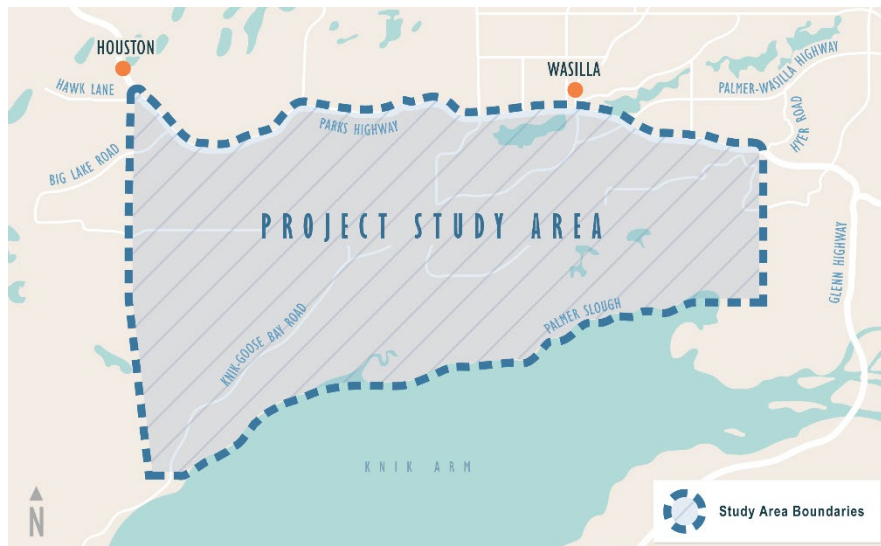 HOUSTON
HAWK LANE
WASILLA
PALMER-WASILLA HIGHWAY
PARKS HIGHWAY
HYER ROAD
BIG LAKE ROAD
PROJECT STUDY AREA
GLENN HIGHWAY
PALMER SLOUGH
KNIK-GOOSE BAY ROAD
KNIK ARM
N
Study Area Boundaries